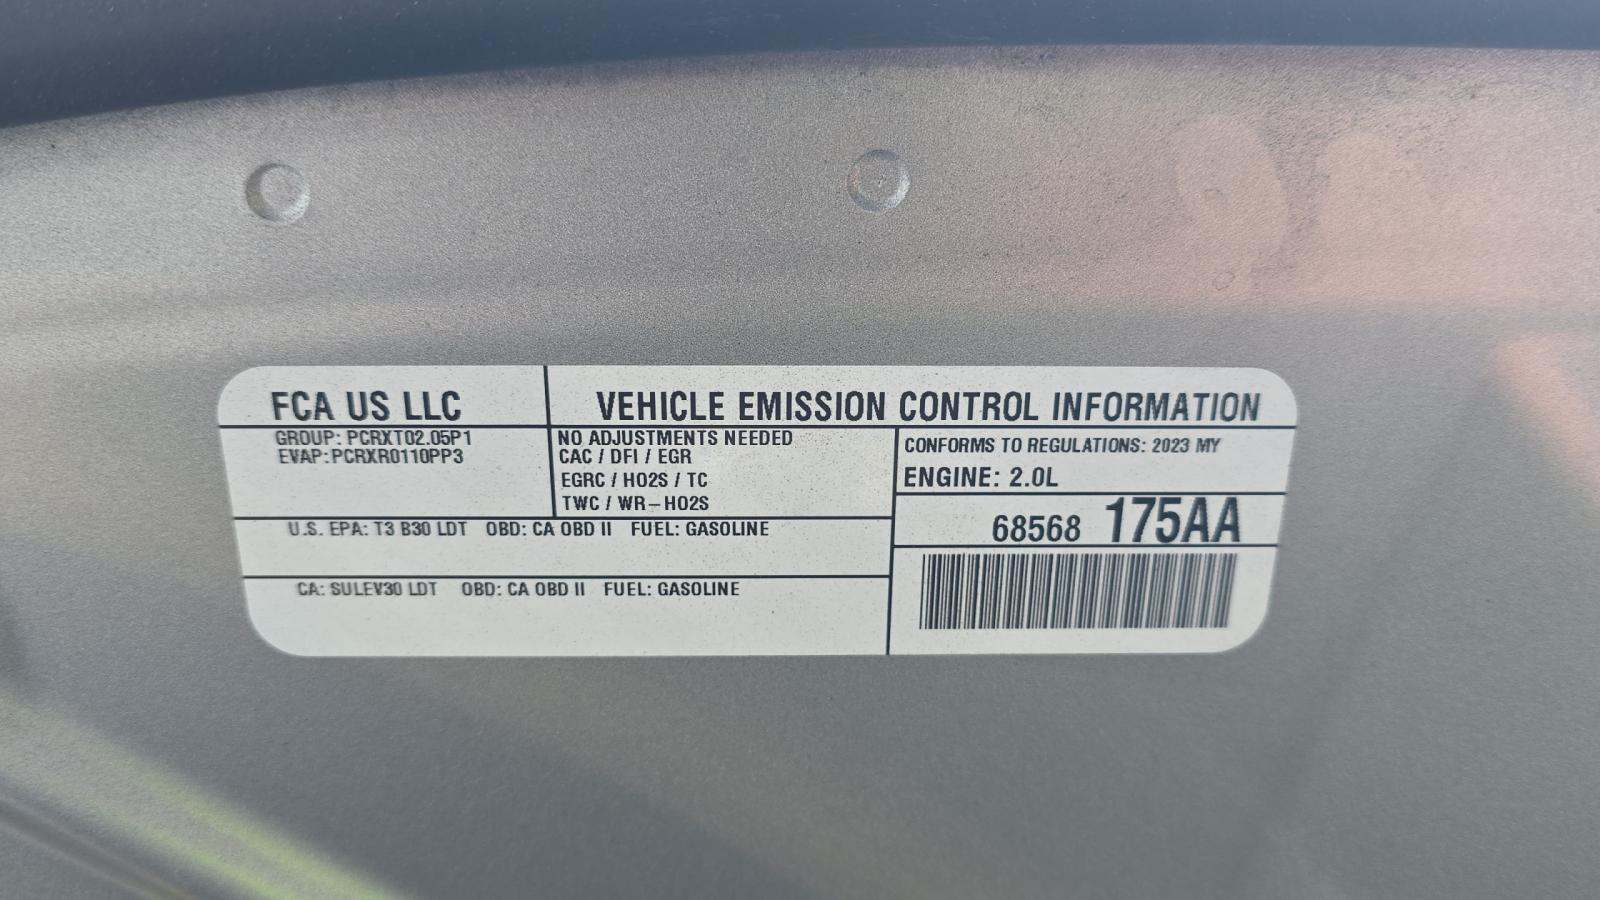 FCA US LLC
VEHICLE EMISSION CONTROL INFORMATION
GROUP: PCRXT02.05P1
EVAP:PCRXR0110PP3
NO ADJUSTMENTS NEEDED
CAC / DFI / EGR
EGRC / HO2S / TC
TWC / WR-HO2S
CONFORMS TO REGULATIONS: 2023 MY
ENGINE: 2.0L
68568 175AA
U.S. EPA: T3 B30 LDT OBD: CA OBD II FUEL: GASOLINE
CA: SULEV30 LDT OBD: CA OBD II FUEL: GASOLINE